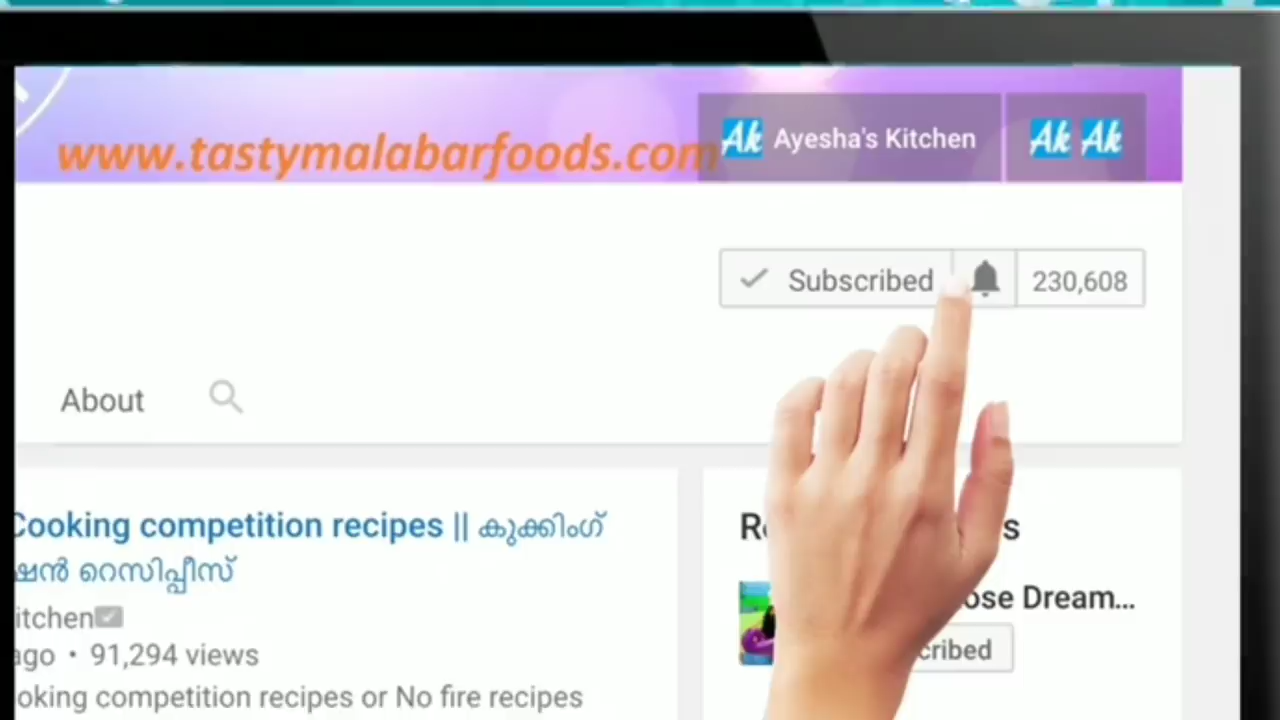 www.tastymalabarfoods.com
Ak Ayesha's Kitchen
Ak Ak
Subscribed
230,608
About
Cooking competition recipes || കുക്കിംഗ്
ഷൻ റെസിപ്പീസ്
itchen
ago • 91,294 views
oking competition recipes or No fire recipes
ose Dream...
cribed